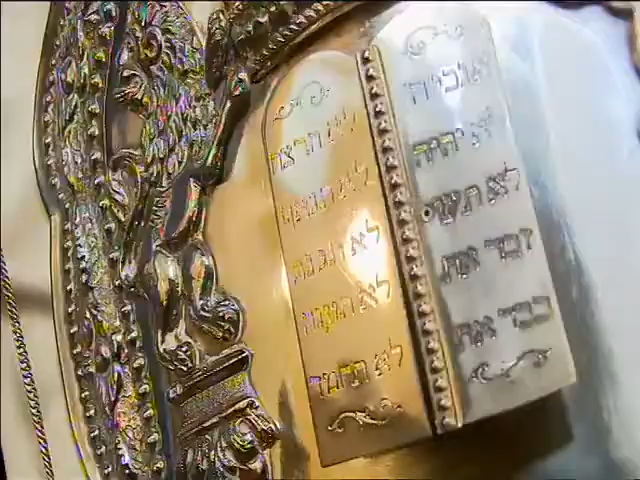 אנכי ה
לא יהיה
לא תשא
זכור את
כבד את
לא תרצח
לא תנאף
לא תגנב
לא תענה
לא תחמד